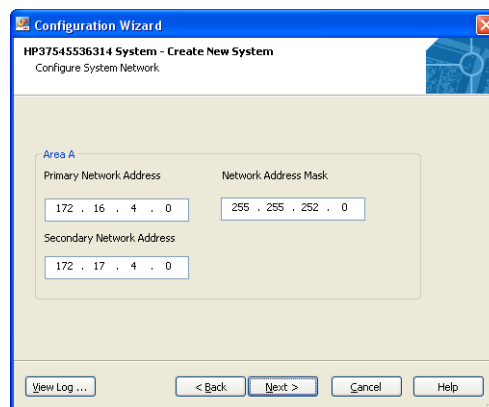 Configuration Wizard
HP37545536314 System - Create New System
Configure System Network
Area A
Primary Network Address
Network Address Mask
172 . 16 . 4 . 0
255 . 255 . 252 . 0
Secondary Network Address
172 . 17 . 4 . 0
View Log ...
< Back
Next >
Cancel
Help